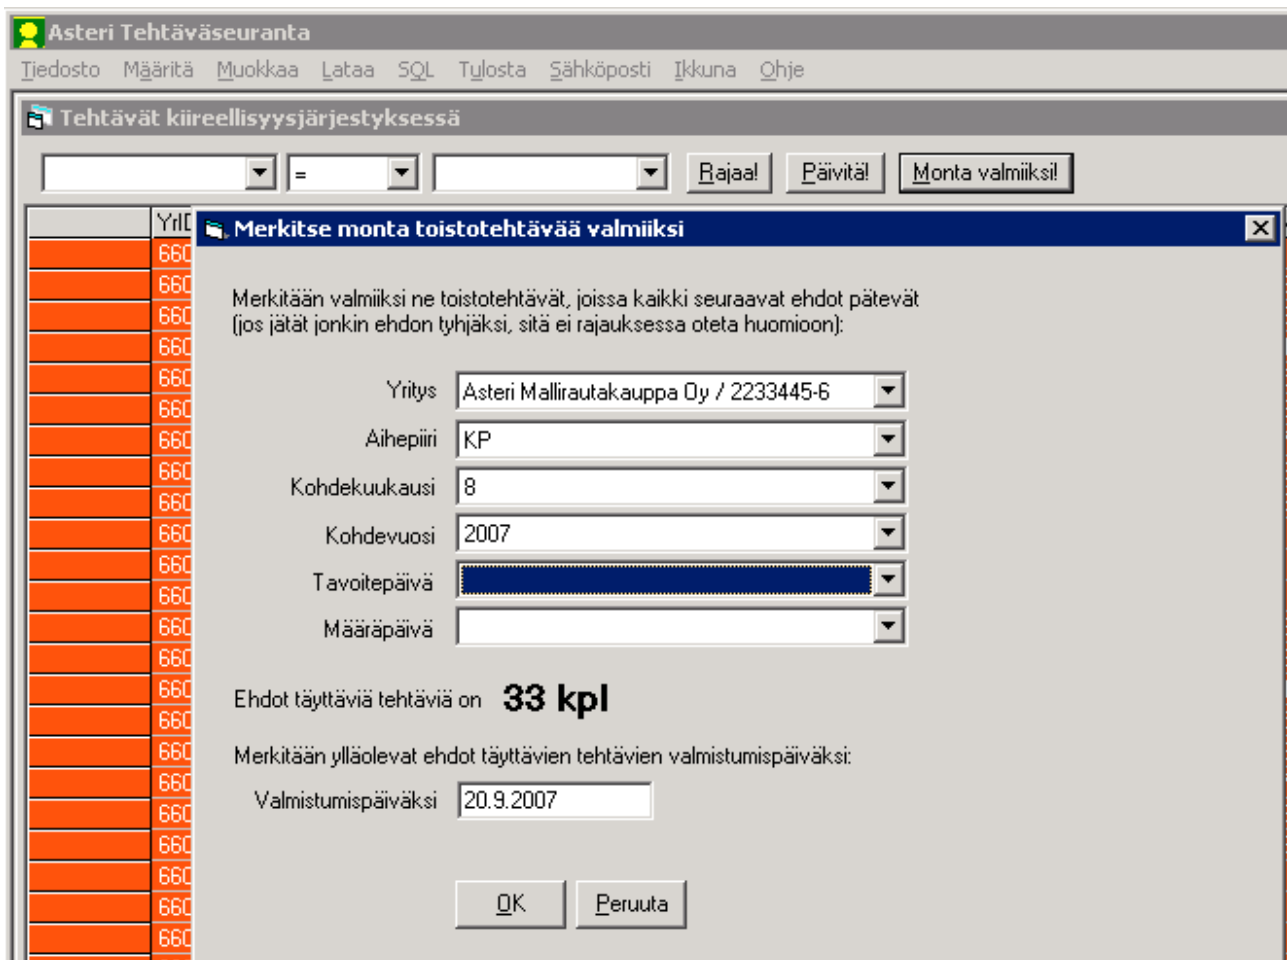 Asteri Tehtäväseuranta
Tiedosto Määritä Muokkaa Lataa SQL Tulosta Sähköposti Ikkuna Ohje
Tehtävät kiireellisyysjärjestyksessä
= Rajaa! Päivitä! Monta valmiiksi!
Merkitse monta toistotehtävää valmiiksi
Merkitään valmiiksi ne toistotehtävät, joissa kaikki seuraavat ehdot pätevät
(jos jätät jonkin ehdon tyhjäksi, sitä ei rajauksessa oteta huomioon):
Yritys Asteri Mallirautakauppa Oy / 2233445-6
Aihepiiri KP
Kohdekuukausi 8
Kohdevuosi 2007
Tavoitepäivä
Määräpäivä
Ehdot täyttäviä tehtäviä on 33 kpl
Merkitään ylläolevat ehdot täyttävien tehtävien valmistumispäiväksi:
Valmistumispäiväksi 20.9.2007
OK Peruuta